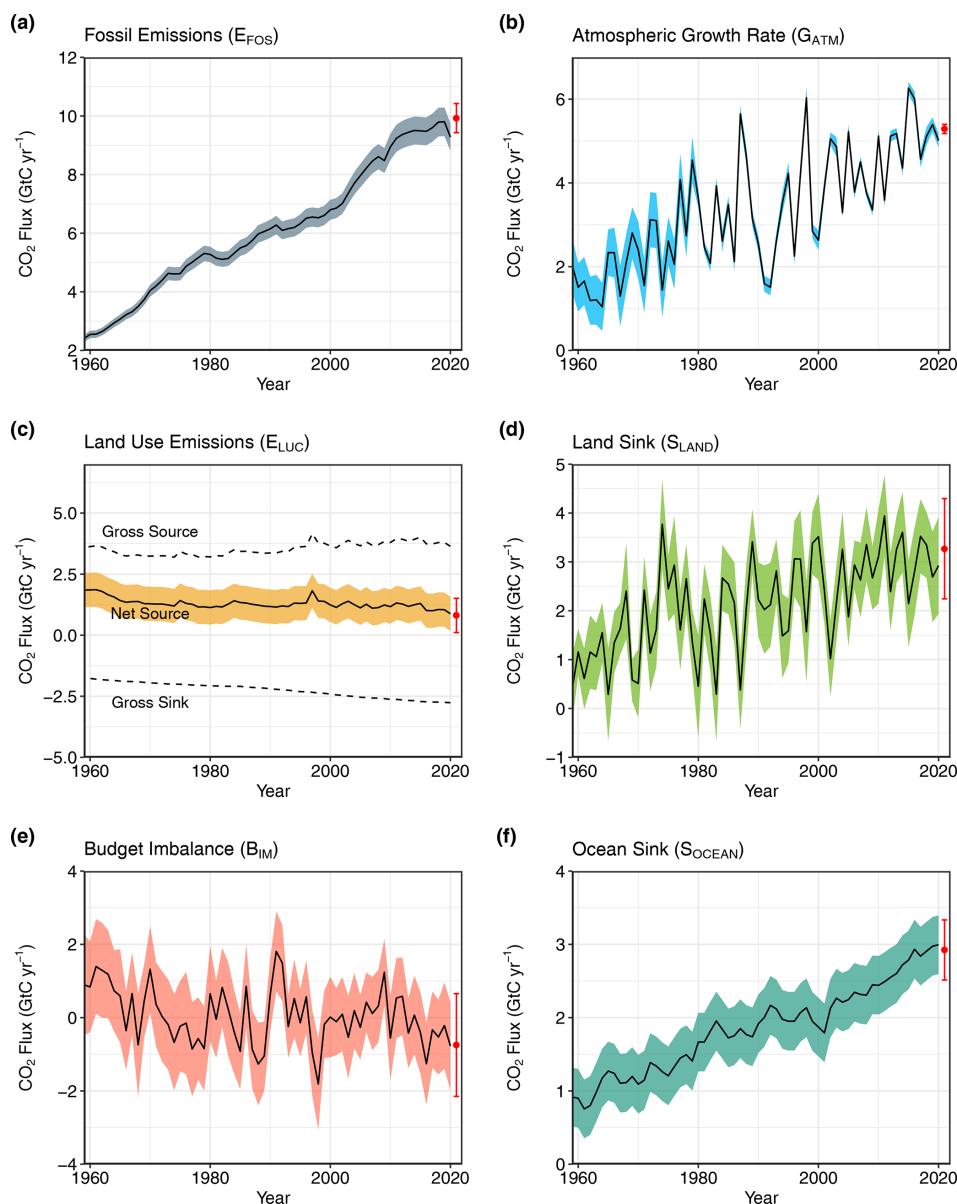 (a)
Fossil Emissions (E_FOS)
CO₂ Flux (GtC yr⁻¹)
12
10
8
6
4
2
1960 1980 2000 2020
Year
(b)
Atmospheric Growth Rate (G_ATM)
CO₂ Flux (GtC yr⁻¹)
6
4
2
0
1960 1980 2000 2020
Year
(c)
Land Use Emissions (E_LUC)
CO₂ Flux (GtC yr⁻¹)
5.0
2.5
0.0
−2.5
−5.0
Gross Source
Net Source
Gross Sink
1960 1980 2000 2020
Year
(d)
Land Sink (S_LAND)
CO₂ Flux (GtC yr⁻¹)
5
4
3
2
1
0
−1
1960 1980 2000 2020
Year
(e)
Budget Imbalance (B_IM)
CO₂ Flux (GtC yr⁻¹)
4
2
0
−2
−4
1960 1980 2000 2020
Year
(f)
Ocean Sink (S_OCEAN)
CO₂ Flux (GtC yr⁻¹)
4
3
2
1
0
1960 1980 2000 2020
Year